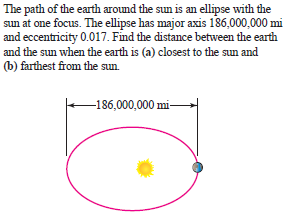 The path of the earth around the sun is an ellipse with the
sun at one focus. The ellipse has major axis 186,000,000 mi
and eccentricity 0.017. Find the distance between the earth
and the sun when the earth is (a) closest to the sun and
(b) farthest from the sun.
186,000,000 mi